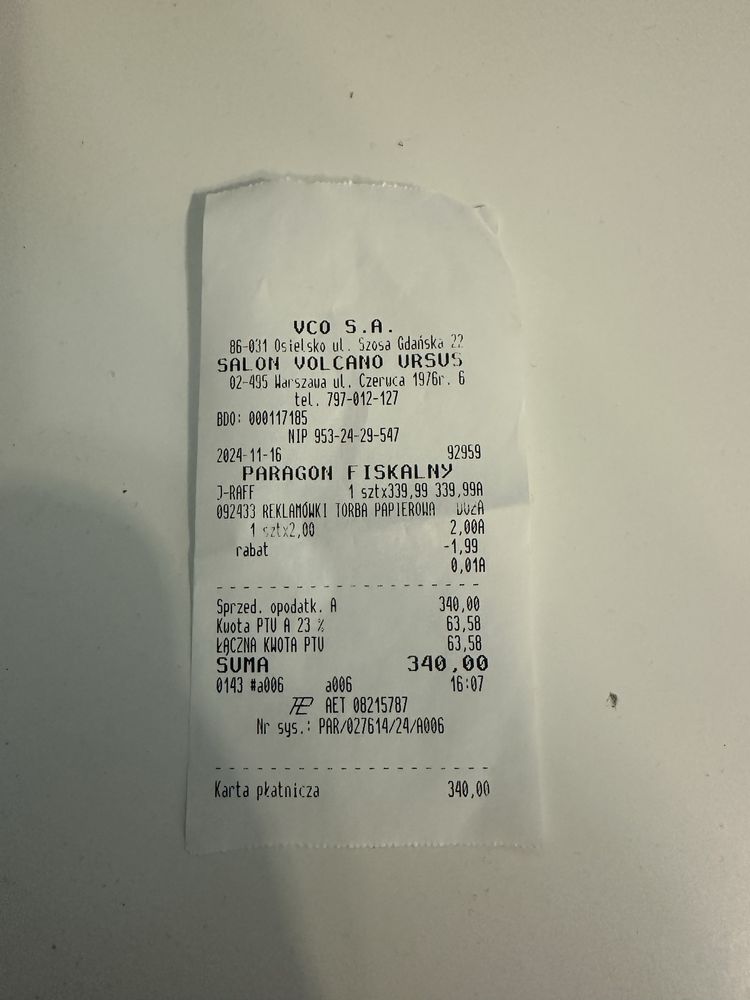 VCO S.A.
86-031 Osielsko ul. Szosa Gdańska 22
SALON VOLCANO URSUS
02-495 Warszawa ul. Czerwca 1976r. 6
tel. 797-012-127
BDO: 000117185
NIP 953-24-29-547
2024-11-16 92959
PARAGON FISKALNY
J-RAFF 1 sztx339,99 339,99A
092433 REKLAMÓWKI TORBA PAPIEROWA DUŻA
1 sztx2,00 2,00A
rabat -1,99
0,01A
Sprzed. opodatk. A 340,00
Kwota PTU A 23 % 63,58
ŁĄCZNA KWOTA PTU 63,58
SUMA 340,00
0143 #a006 a006 16:07
AET 08215787
Nr sys.: PAR/027614/24/A006
Karta płatnicza 340,00